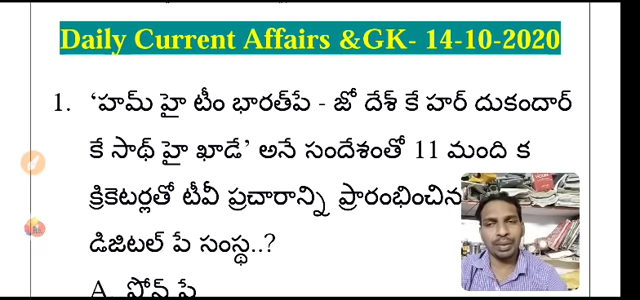 Daily Current Affairs &GK- 14-10-2020
1. ‘హమ్ హై టీం భారత్‌పే - జో దేశ్ కే హర్ దుకందార్
కే సాథ్ హై ఖాడే’ అనే సందేశంతో 11 మంది క
క్రికెటర్లతో టీవీ ప్రచారాన్ని ప్రారంభించిన
డిజిటల్ పే సంస్థ..?
A. ఫోన్ పే